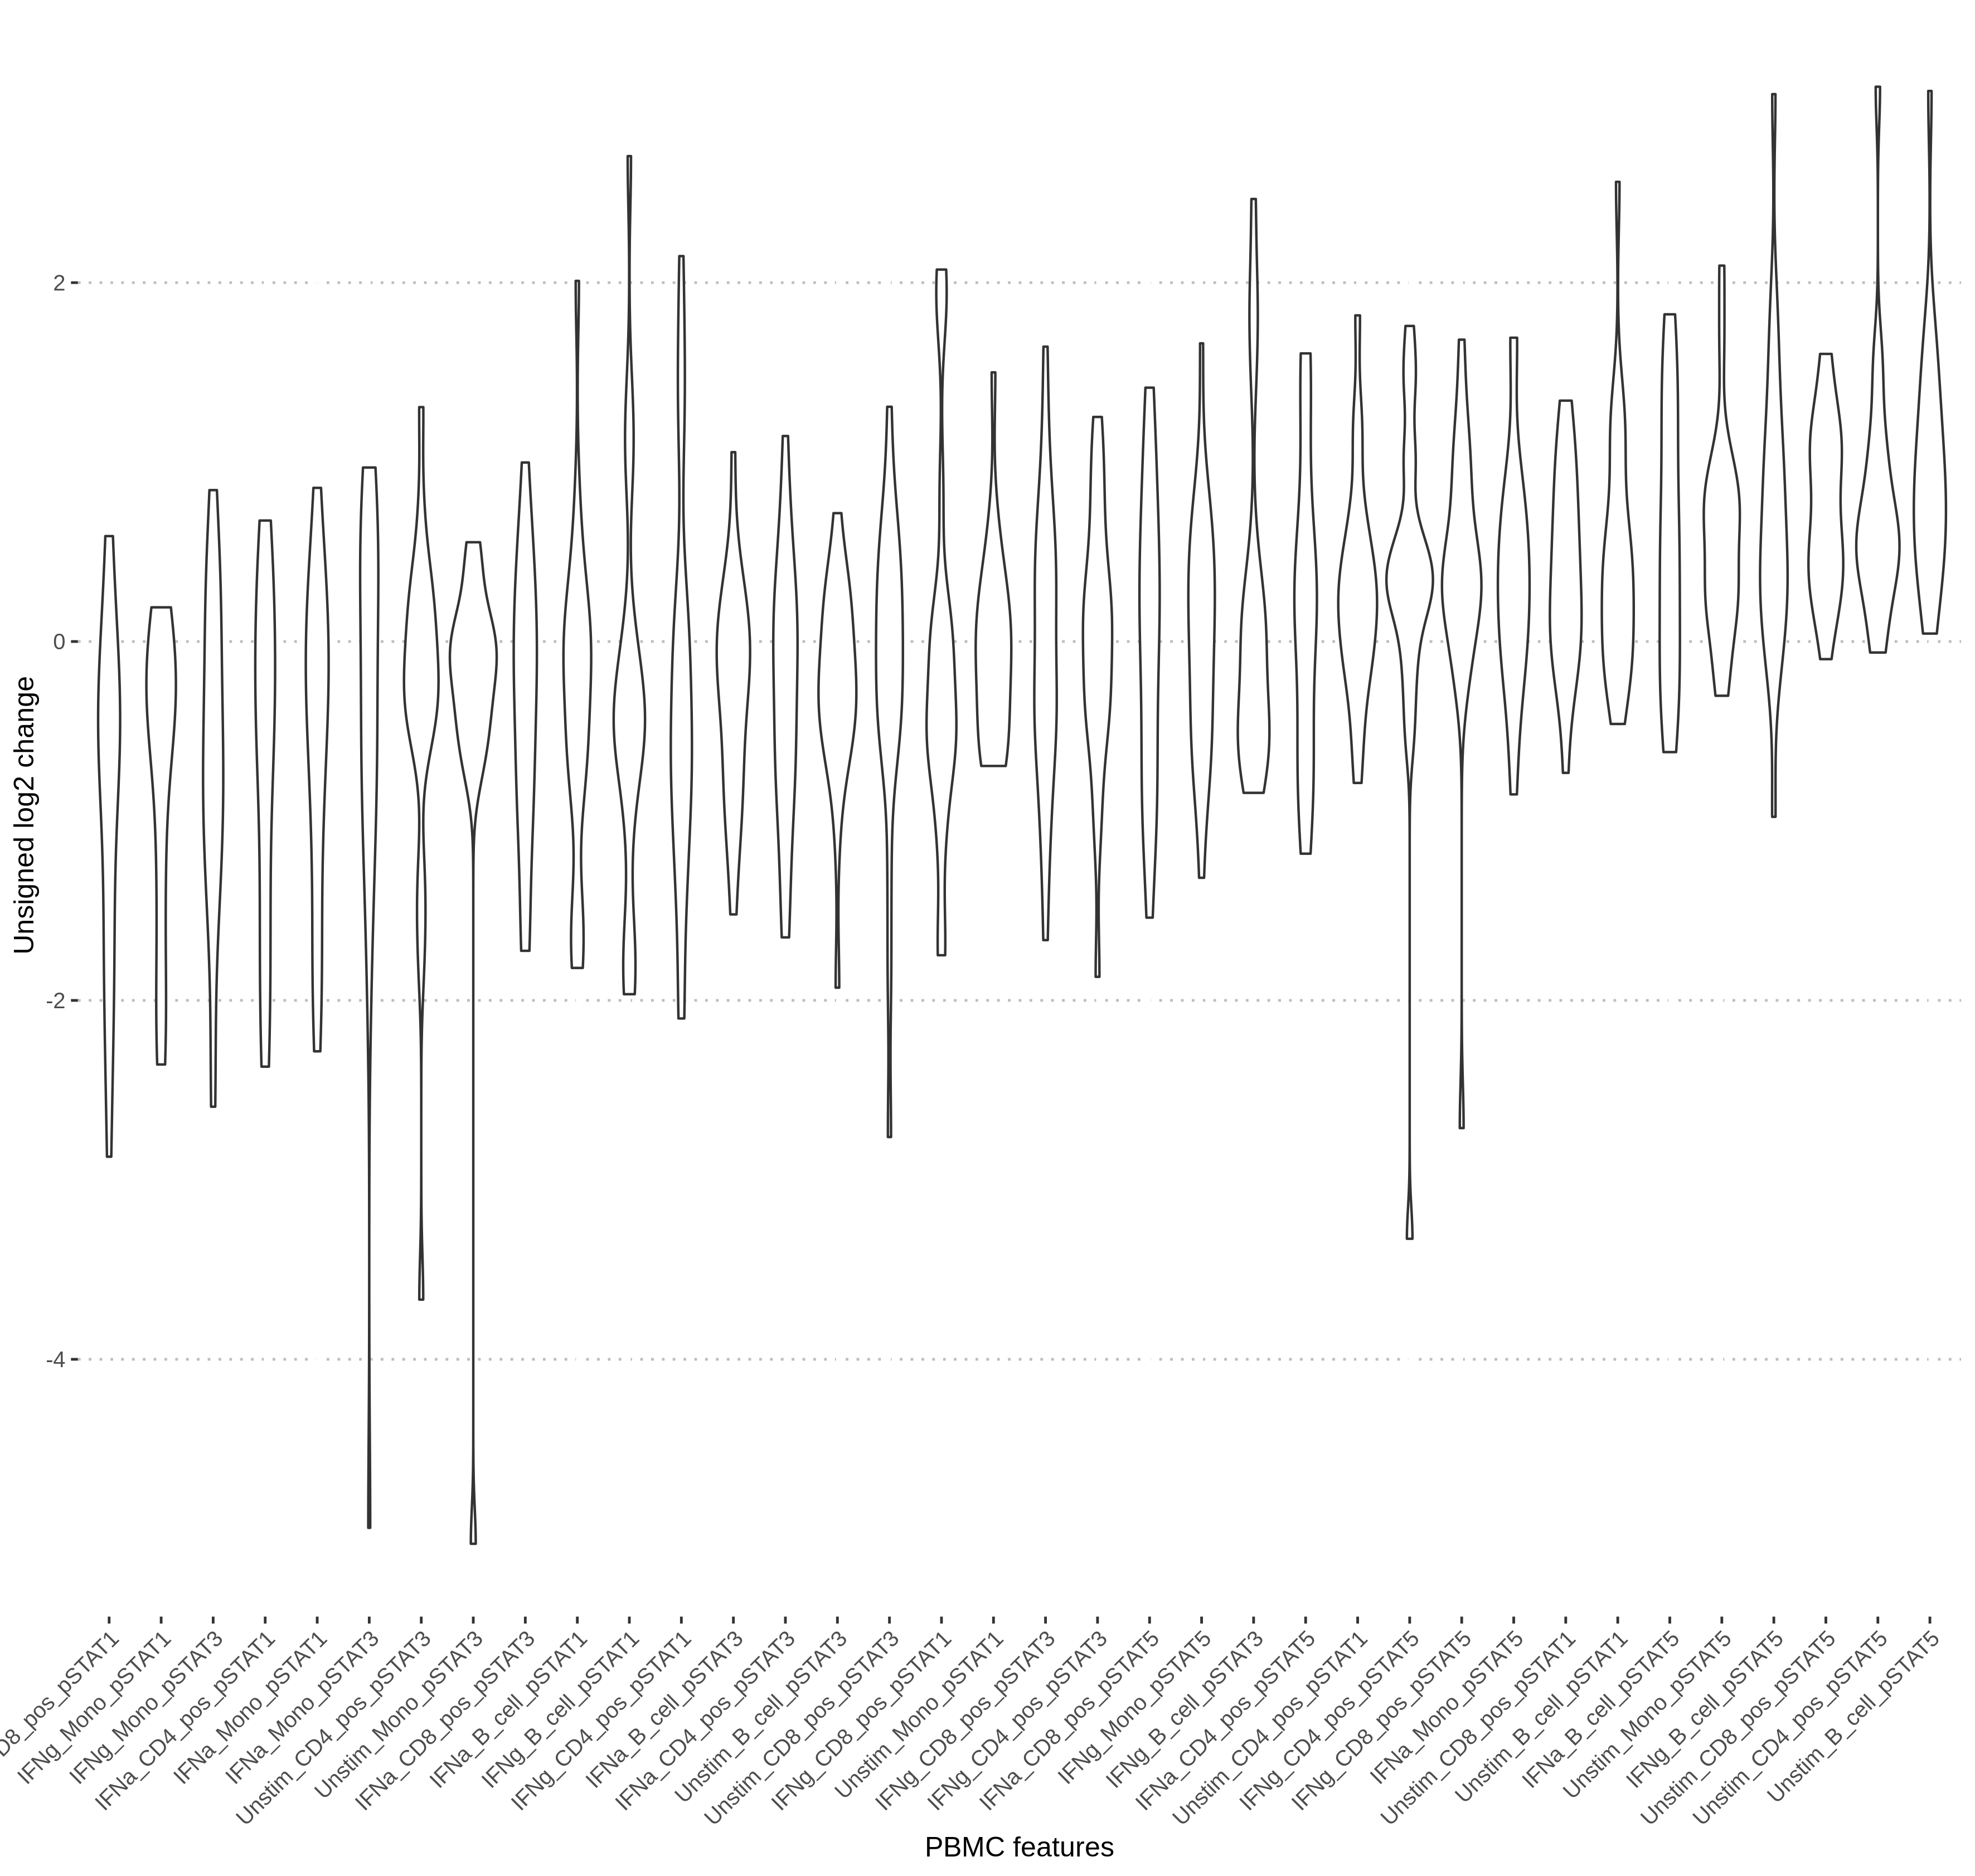 Unsigned log2 change
2
0
-2
-4
D8_pos_pSTAT1
IFNg_Mono_pSTAT1
IFNg_Mono_pSTAT3
IFNa_CD4_pos_pSTAT1
IFNa_Mono_pSTAT1
IFNa_Mono_pSTAT3
Unstim_CD4_pos_pSTAT3
Unstim_Mono_pSTAT3
IFNa_CD8_pos_pSTAT3
IFNa_B_cell_pSTAT1
IFNg_B_cell_pSTAT1
IFNg_CD4_pos_pSTAT1
IFNa_B_cell_pSTAT3
IFNa_CD4_pos_pSTAT3
Unstim_B_cell_pSTAT3
Unstim_CD8_pos_pSTAT3
IFNg_CD8_pos_pSTAT1
Unstim_Mono_pSTAT1
IFNg_CD8_pos_pSTAT3
IFNg_CD4_pos_pSTAT3
IFNa_CD8_pos_pSTAT5
IFNg_Mono_pSTAT5
IFNg_B_cell_pSTAT3
IFNa_CD4_pos_pSTAT5
Unstim_CD4_pos_pSTAT1
IFNg_CD4_pos_pSTAT5
IFNg_CD8_pos_pSTAT5
IFNa_Mono_pSTAT5
Unstim_CD8_pos_pSTAT1
Unstim_B_cell_pSTAT1
IFNa_B_cell_pSTAT5
Unstim_Mono_pSTAT5
IFNg_B_cell_pSTAT5
Unstim_CD8_pos_pSTAT5
Unstim_CD4_pos_pSTAT5
Unstim_B_cell_pSTAT5
PBMC features